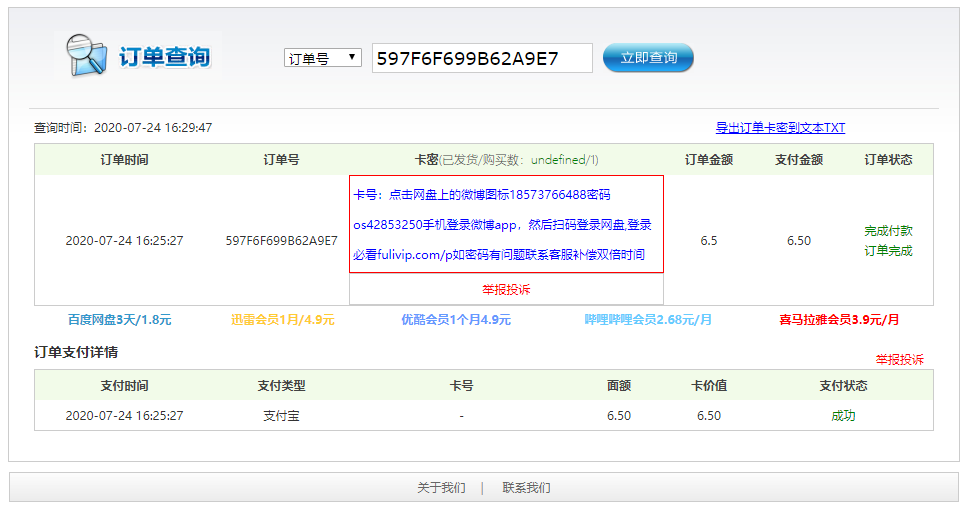 订单查询
订单号
597F6F699B62A9E7
立即查询
查询时间：2020-07-24 16:29:47
导出订单卡密到文本TXT
订单时间 订单号 卡密(已发货/购买数：undefined/1) 订单金额 支付金额 订单状态
卡号：点击网盘上的微博图标18573766488密码
os42853250手机登录微博app，然后扫码登录网盘,登录
必看fulivip.com/p如密码有问题联系客服补偿双倍时间
2020-07-24 16:25:27 597F6F699B62A9E7 6.5 6.50 完成付款
订单完成
举报投诉
百度网盘3天/1.8元 迅雷会员1月/4.9元 优酷会员1个月4.9元 哔哩哔哩会员2.68元/月 喜马拉雅会员3.9元/月
订单支付详情
举报投诉
支付时间 支付类型 卡号 面额 卡价值 支付状态
2020-07-24 16:25:27 支付宝 - 6.50 6.50 成功
关于我们 | 联系我们